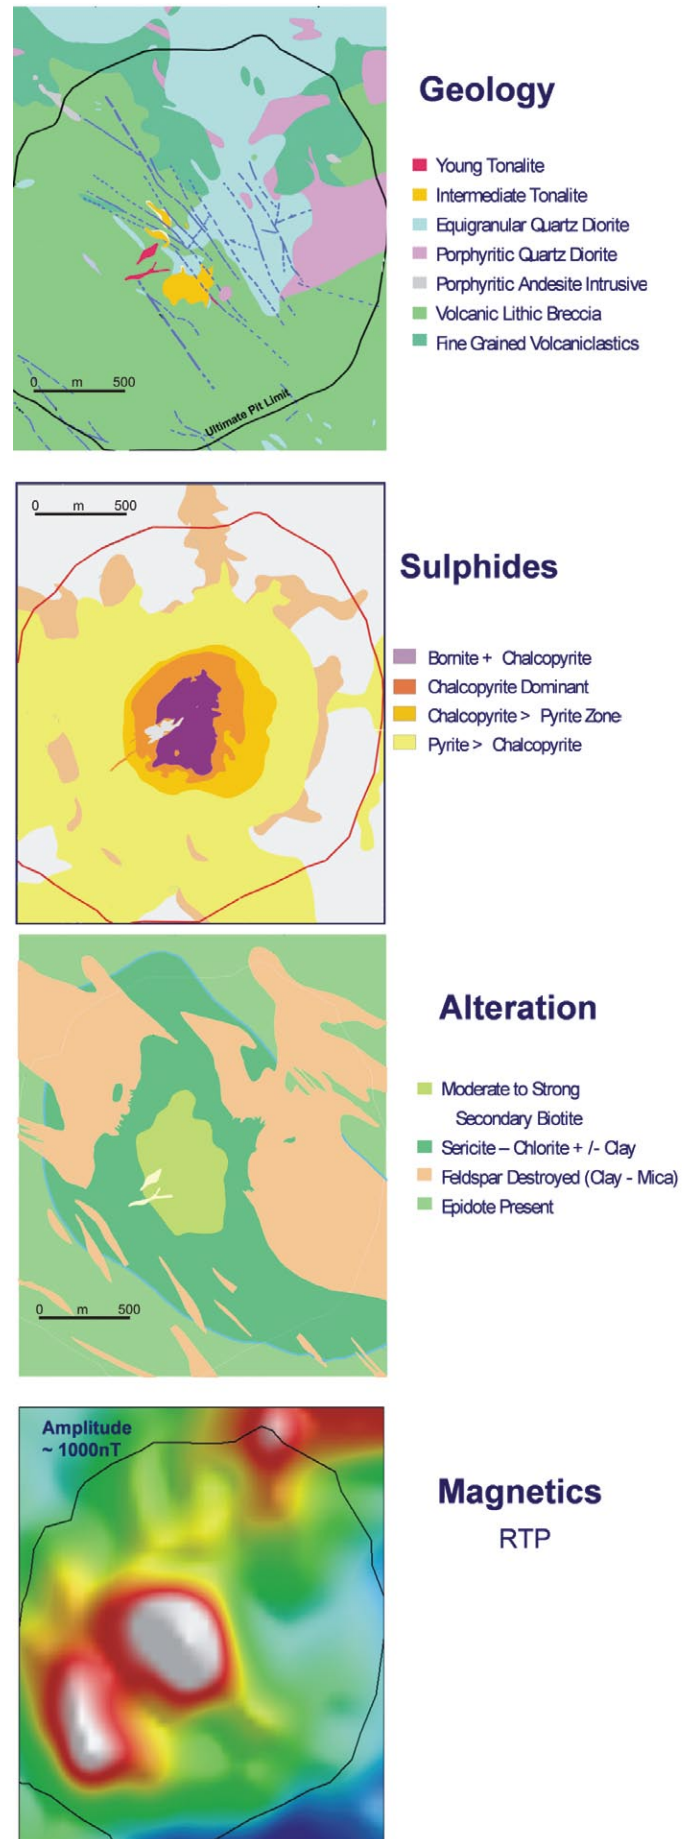 Geology
Young Tonalite
Intermediate Tonalite
Equigranular Quartz Diorite
Porphyritic Quartz Diorite
Porphyritic Andesite Intrusive
Volcanic Lithic Breccia
Fine Grained Volcaniclastics
0 m 500
Ultimate Pit Limit
0 m 500
Sulphides
Bornite + Chalcopyrite
Chalcopyrite Dominant
Chalcopyrite > Pyrite Zone
Pyrite > Chalcopyrite
Alteration
Moderate to Strong
Secondary Biotite
Sericite – Chlorite + /- Clay
Feldspar Destroyed (Clay - Mica)
Epidote Present
0 m 500
Amplitude
~ 1000nT
Magnetics
RTP